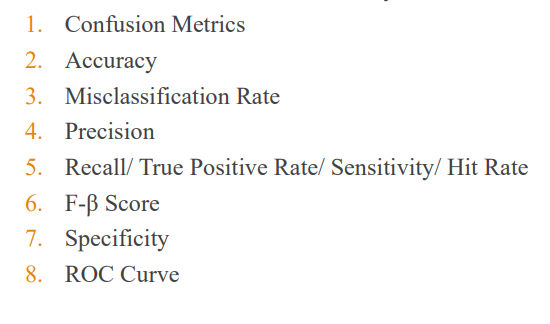 1. Confusion Metrics
2. Accuracy
3. Misclassification Rate
4. Precision
5. Recall/ True Positive Rate/ Sensitivity/ Hit Rate
6. F-β Score
7. Specificity
8. ROC Curve